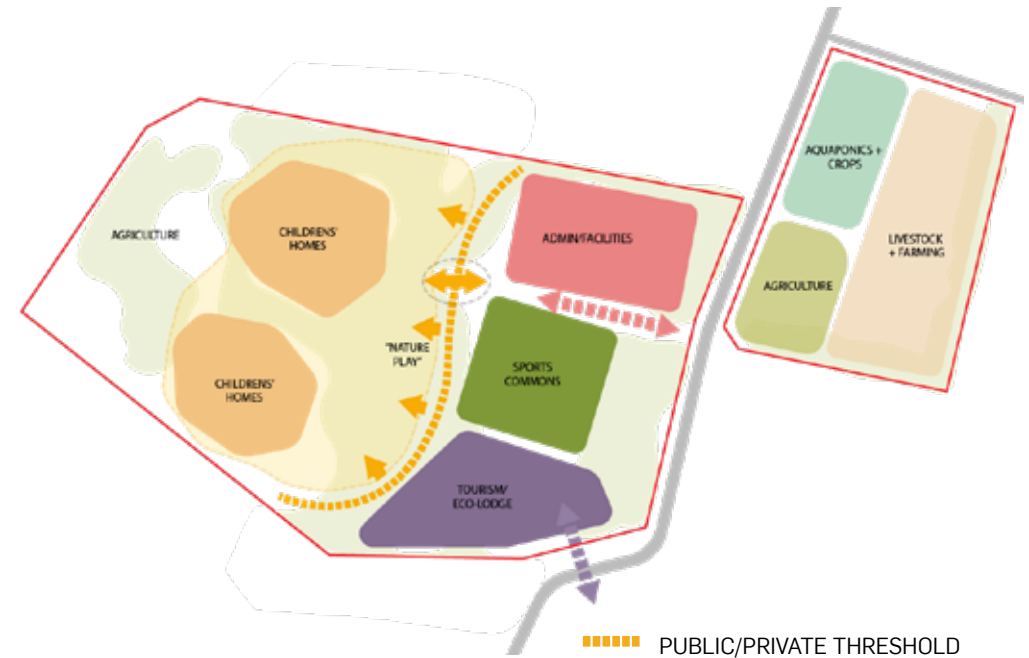 AQUAPONICS +
CROPS
AGRICULTURE
CHILDRENS'
HOMES
ADMIN/FACILITIES
LIVESTOCK
+ FARMING
AGRICULTURE
"NATURE
PLAY"
SPORTS
COMMONS
CHILDRENS'
HOMES
TOURISM/
ECO-LODGE
PUBLIC/PRIVATE THRESHOLD